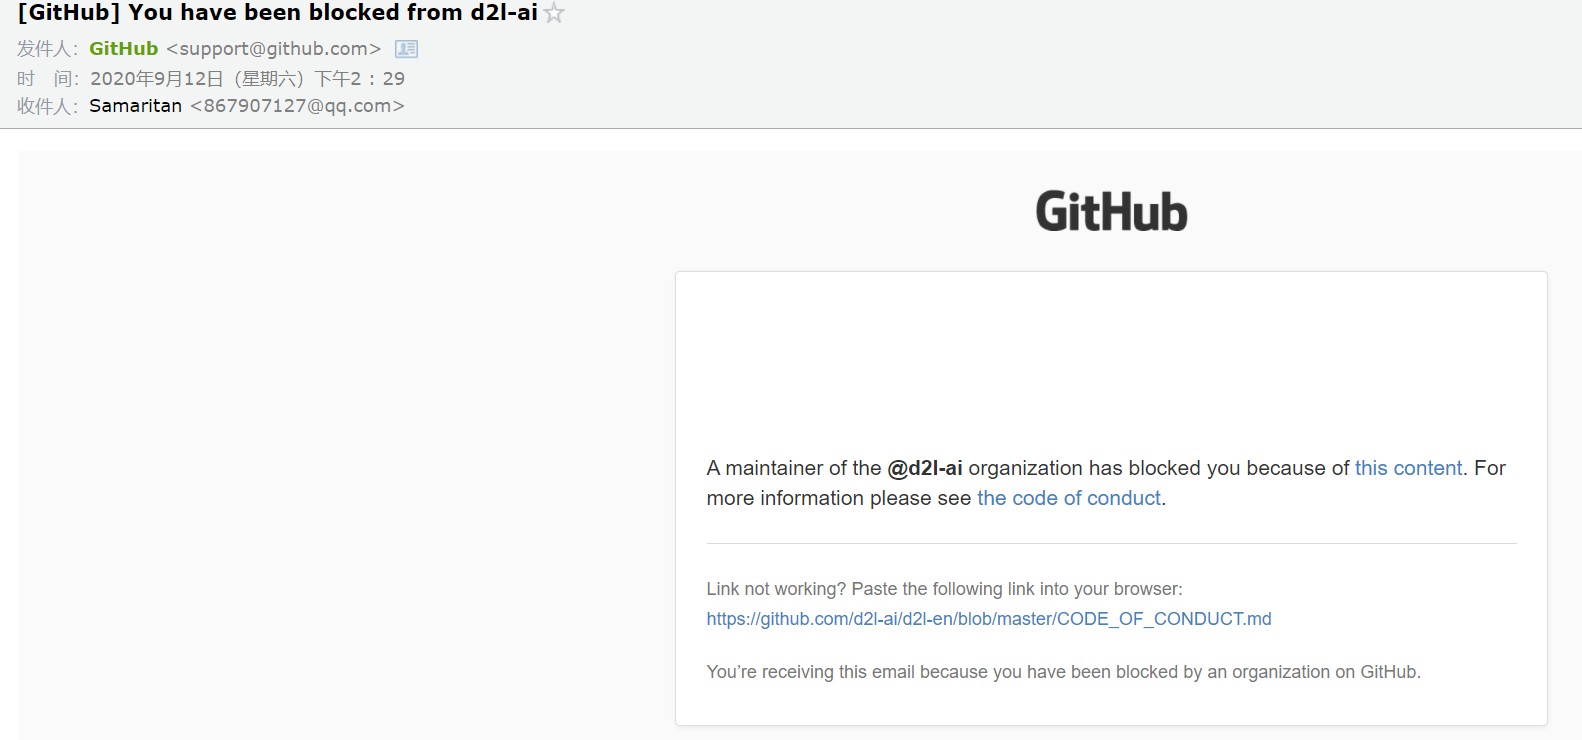 [GitHub] You have been blocked from d2l-ai
发件人：GitHub <support@github.com>
时　间：2020年9月12日（星期六）下午2：29
收件人：Samaritan <867907127@qq.com>
GitHub
A maintainer of the @d2l-ai organization has blocked you because of this content. For
more information please see the code of conduct.
Link not working? Paste the following link into your browser:
https://github.com/d2l-ai/d2l-en/blob/master/CODE_OF_CONDUCT.md
You’re receiving this email because you have been blocked by an organization on GitHub.